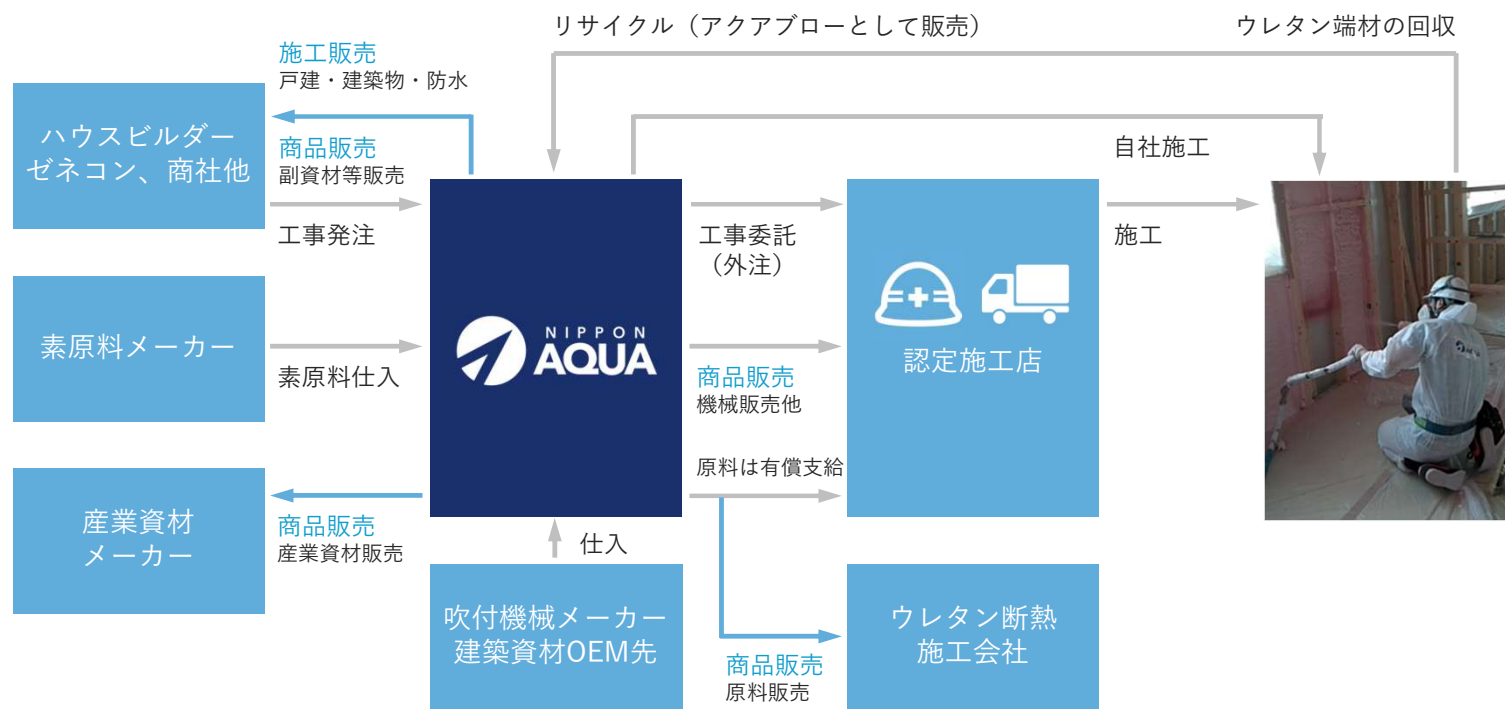 リサイクル（アクアブローとして販売）
ウレタン端材の回収
施工販売
戸建・建築物・防水
ハウスビルダー
ゼネコン、商社他
商品販売
副資材等販売
工事発注
自社施工
工事委託
（外注）
施工
素原料メーカー
素原料仕入
NIPPON
AQUA
商品販売
機械販売他
認定施工店
原料は有償支給
産業資材
メーカー
商品販売
産業資材販売
仕入
吹付機械メーカー
建築資材OEM先
商品販売
原料販売
ウレタン断熱
施工会社